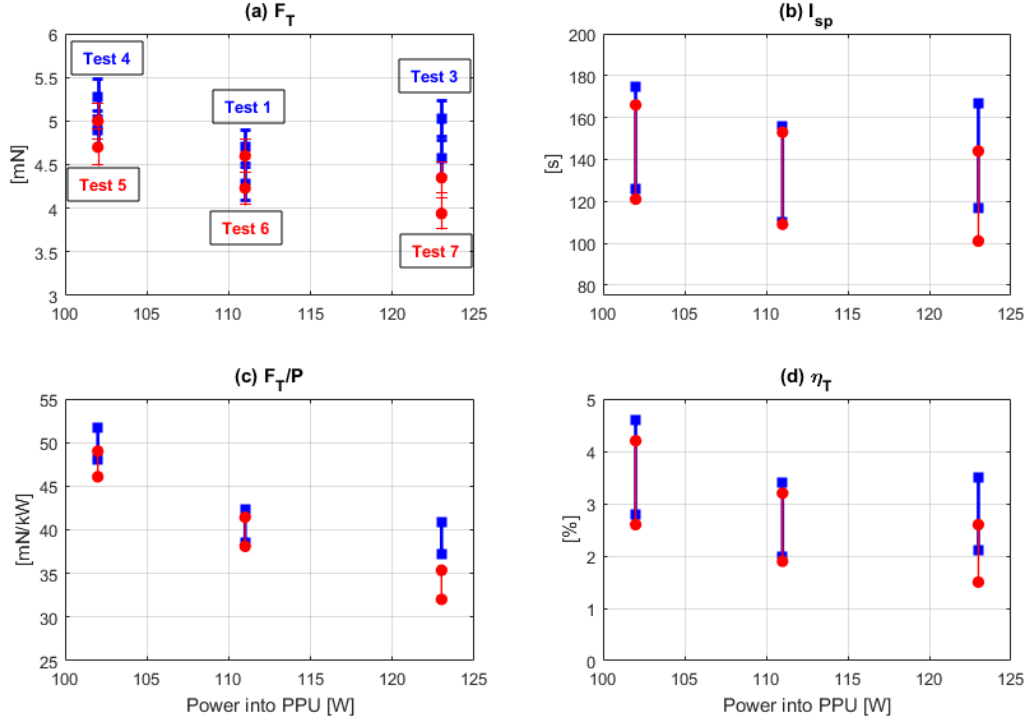 (a) F_T
6
5.5
5
4.5
4
3.5
3
[mN]
Test 4
Test 5
Test 1
Test 6
Test 3
Test 7
100 105 110 115 120 125
(b) I_sp
200
180
160
140
120
100
80
[s]
100 105 110 115 120 125
(c) F_T/P
55
50
45
40
35
30
25
[mN/kW]
100 105 110 115 120 125
Power into PPU [W]
(d) η_T
5
4
3
2
1
0
[%]
100 105 110 115 120 125
Power into PPU [W]